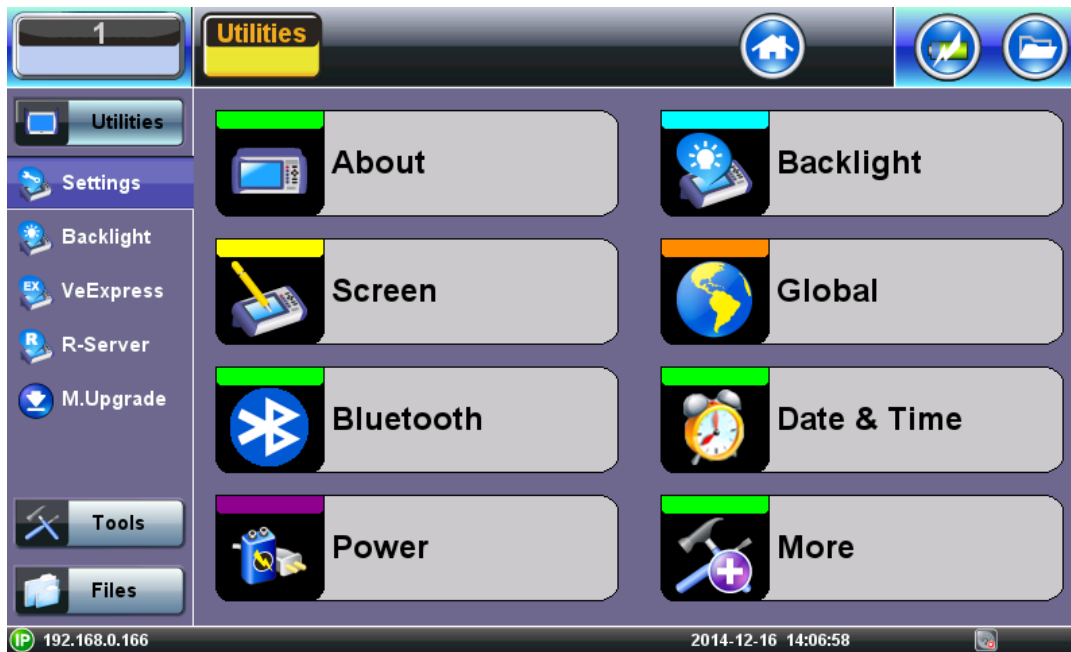 1
Utilities
Utilities
Settings
Backlight
EX
VeExpress
R
R-Server
M.Upgrade
Tools
Files
About
Backlight
Screen
Global
Bluetooth
Date & Time
Power
More
IP 192.168.0.166
2014-12-16 14:06:58